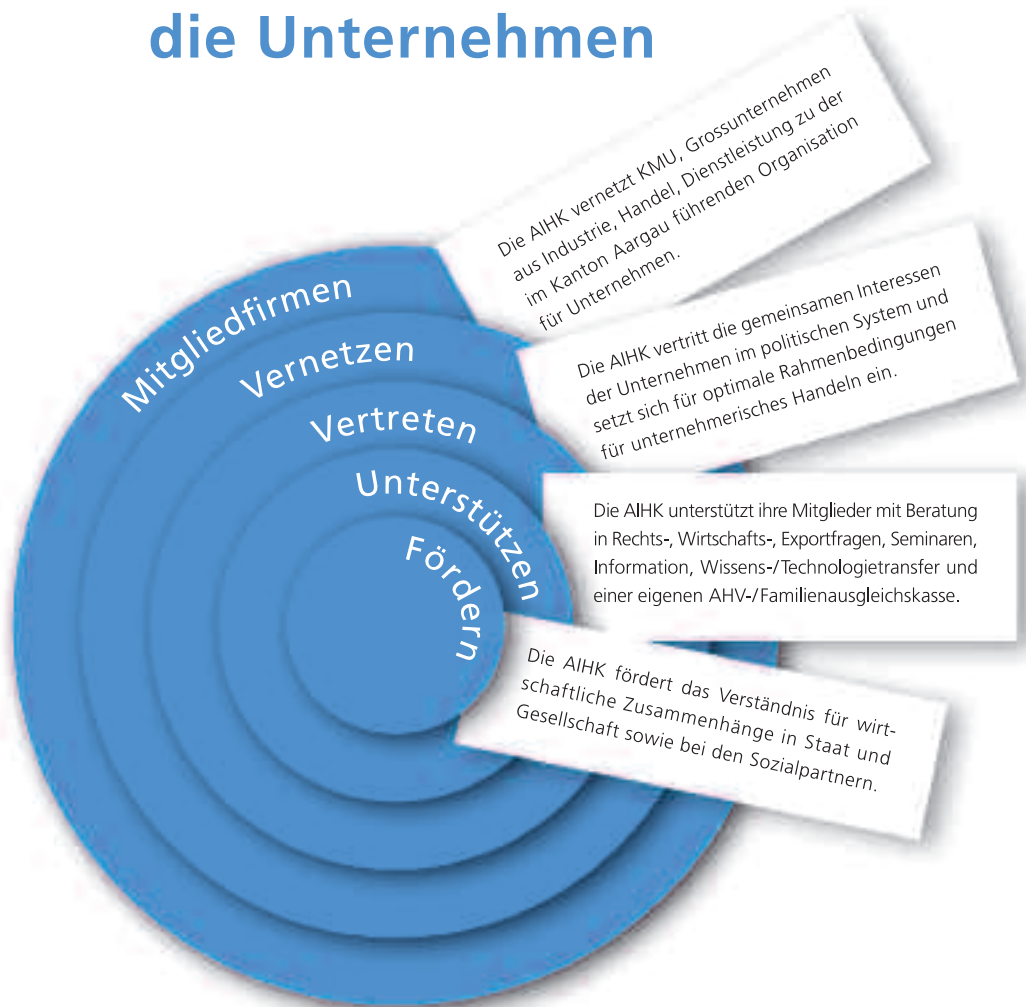 die Unternehmen
Die AIHK vernetzt KMU, Grossunternehmen
aus Industrie, Handel, Dienstleistung zu der
im Kanton Aargau führenden Organisation
für Unternehmen.
Mitgliedfirmen
Vernetzen
Die AIHK vertritt die gemeinsamen Interessen
der Unternehmen im politischen System und
setzt sich für optimale Rahmenbedingungen
für unternehmerisches Handeln ein.
Vertreten
Unterstützen
Die AIHK unterstützt ihre Mitglieder mit Beratung
in Rechts-, Wirtschafts-, Exportfragen, Seminaren,
Information, Wissens-/Technologietransfer und
einer eigenen AHV-/Familienausgleichskasse.
Fördern
Die AIHK fördert das Verständnis für wirt-
schaftliche Zusammenhänge in Staat und
Gesellschaft sowie bei den Sozialpartnern.